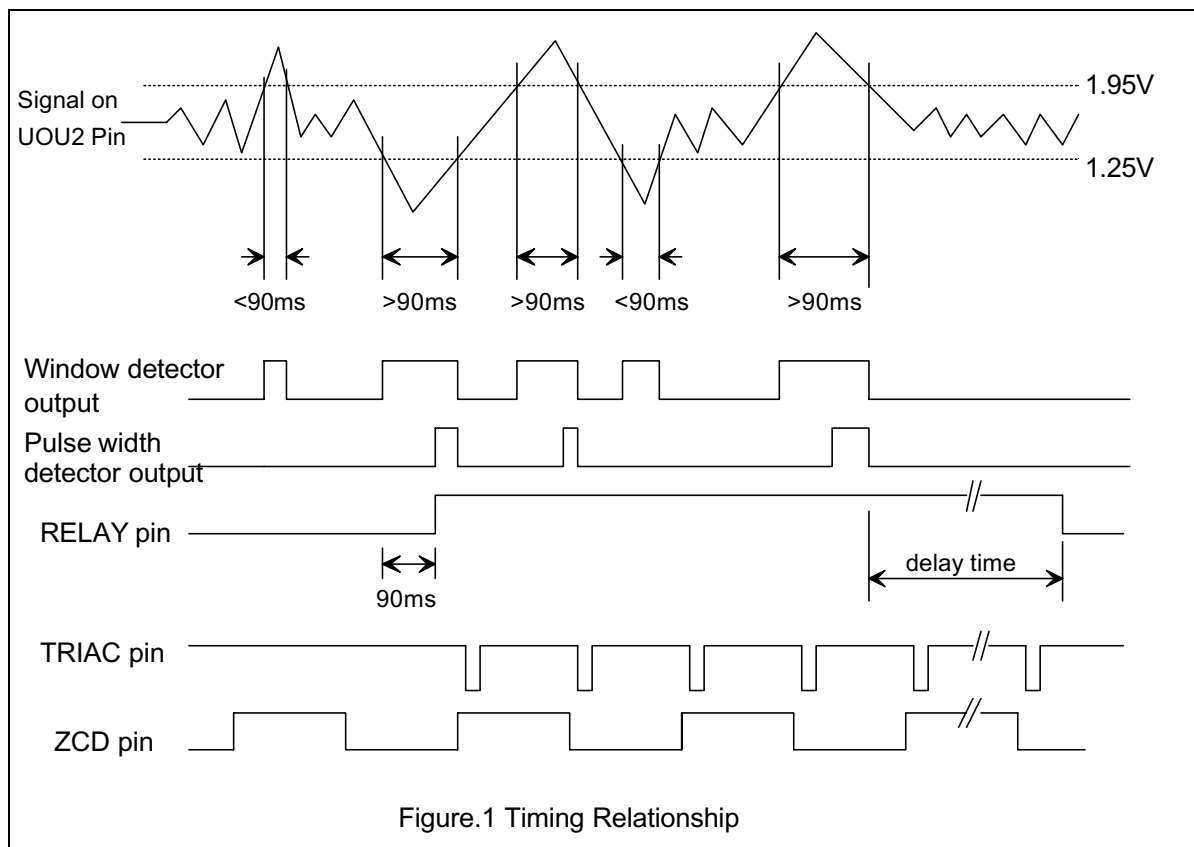 Signal on
UOU2 Pin
1.95V
1.25V
<90ms
>90ms
>90ms
<90ms
>90ms
Window detector
output
Pulse width
detector output
RELAY pin
90ms
delay time
TRIAC pin
ZCD pin
Figure.1 Timing Relationship